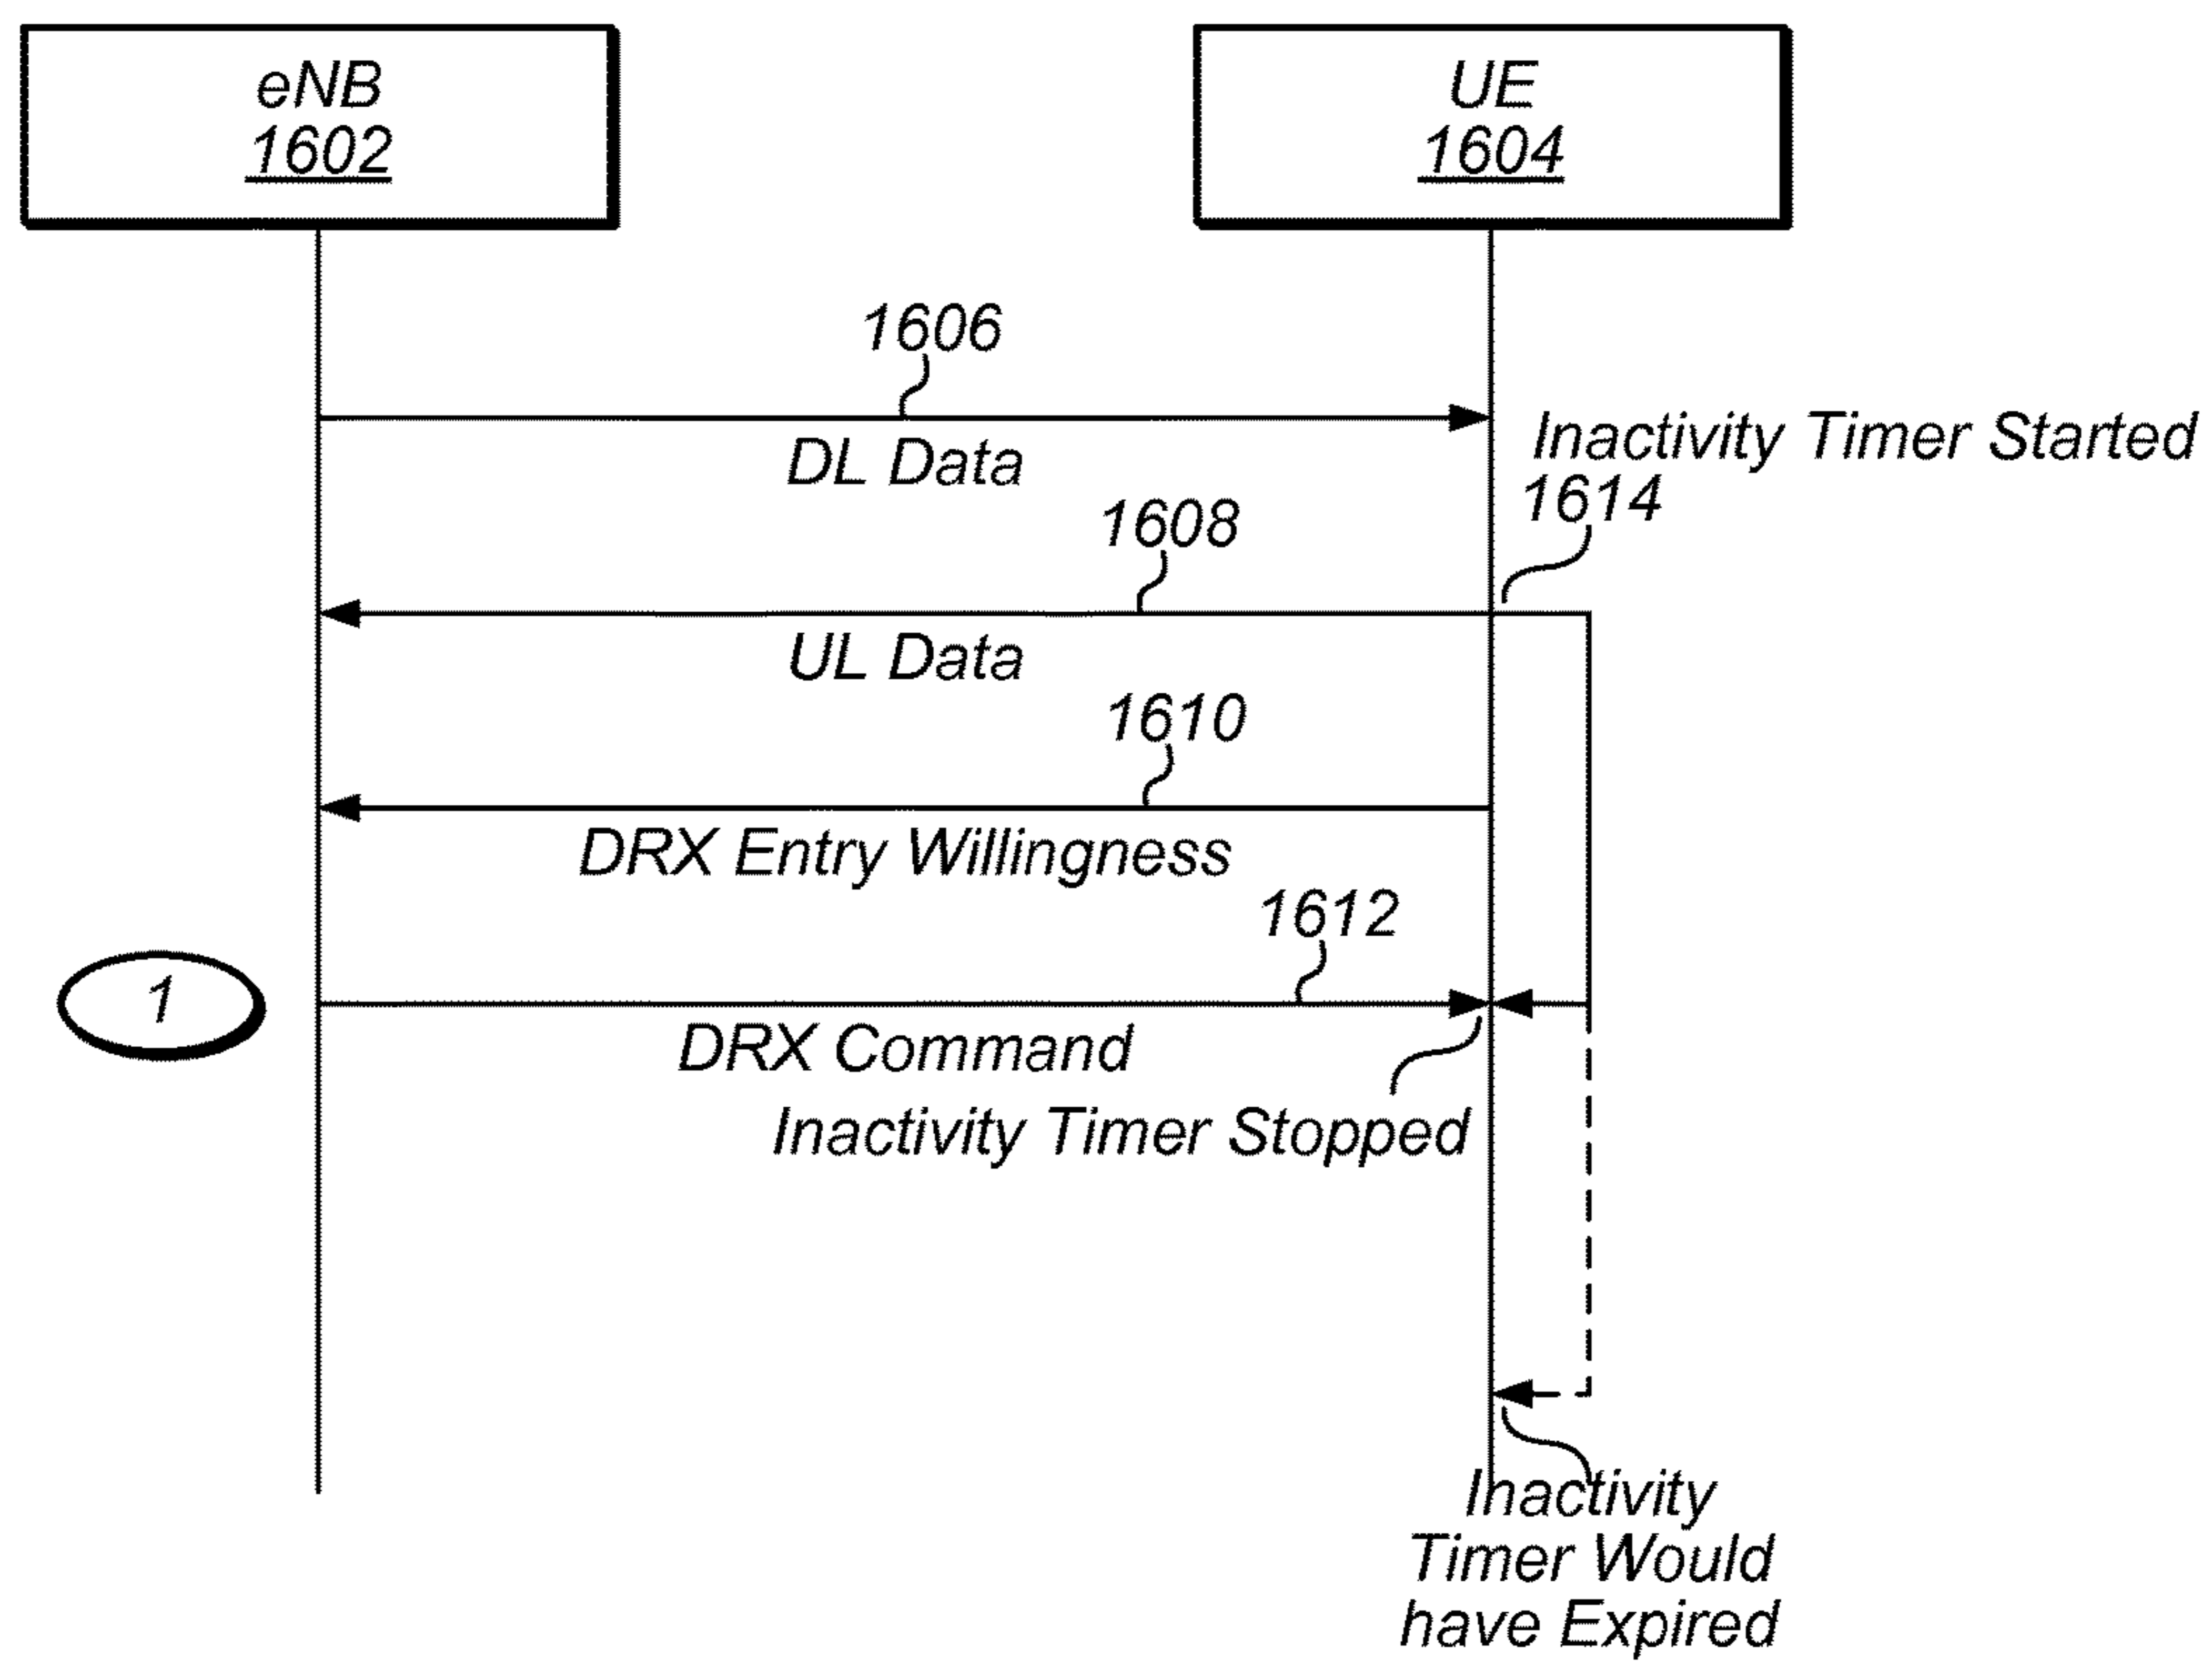 eNB
1602
UE
1604
1606
DL Data
Inactivity Timer Started
1614
1608
UL Data
1610
DRX Entry Willingness
1612
1
DRX Command
Inactivity Timer Stopped
Inactivity
Timer Would
have Expired